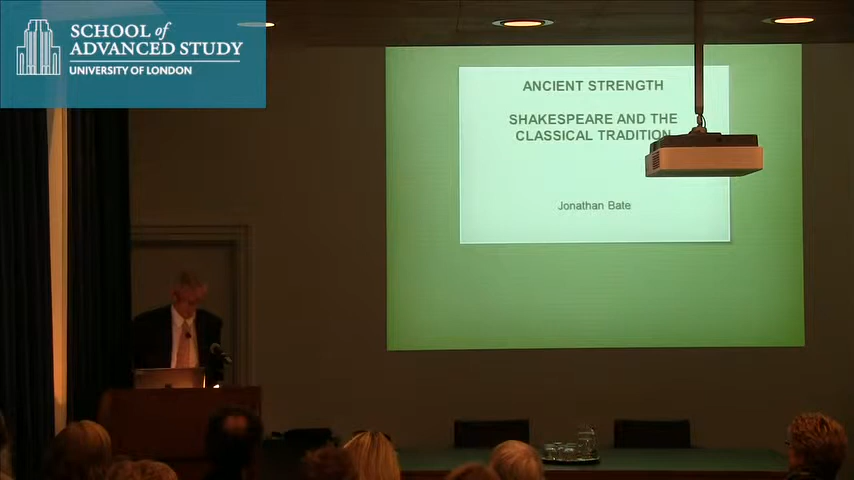 SCHOOL of
ADVANCED STUDY
UNIVERSITY OF LONDON
ANCIENT STRENGTH
SHAKESPEARE AND THE
CLASSICAL TRADITION
Jonathan Bate